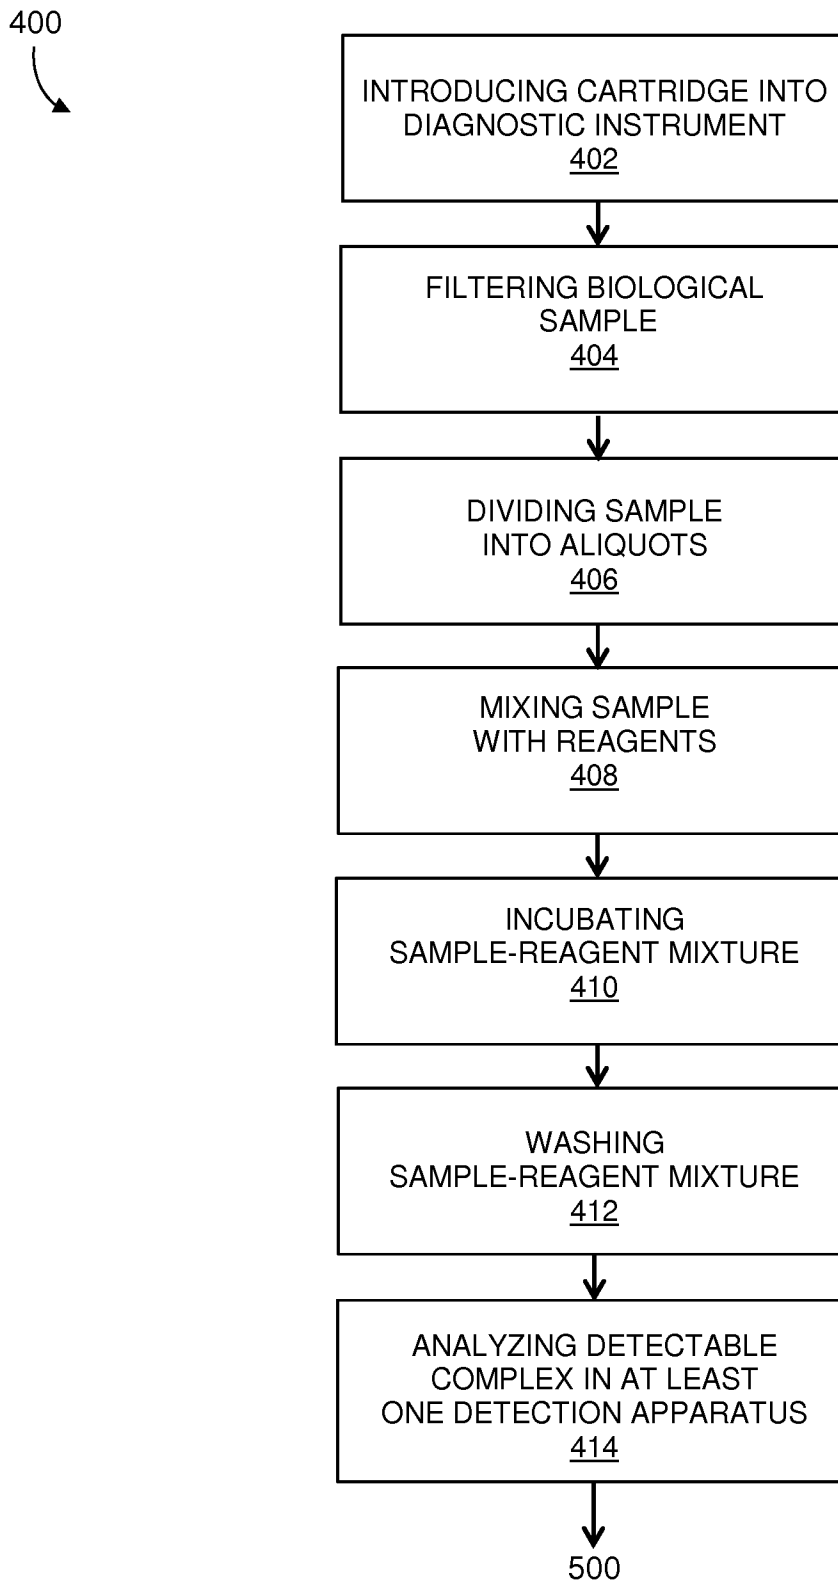 400
INTRODUCING CARTRIDGE INTO
DIAGNOSTIC INSTRUMENT
402
FILTERING BIOLOGICAL
SAMPLE
404
DIVIDING SAMPLE
INTO ALIQUOTS
406
MIXING SAMPLE
WITH REAGENTS
408
INCUBATING
SAMPLE-REAGENT MIXTURE
410
WASHING
SAMPLE-REAGENT MIXTURE
412
ANALYZING DETECTABLE
COMPLEX IN AT LEAST
ONE DETECTION APPARATUS
414
500